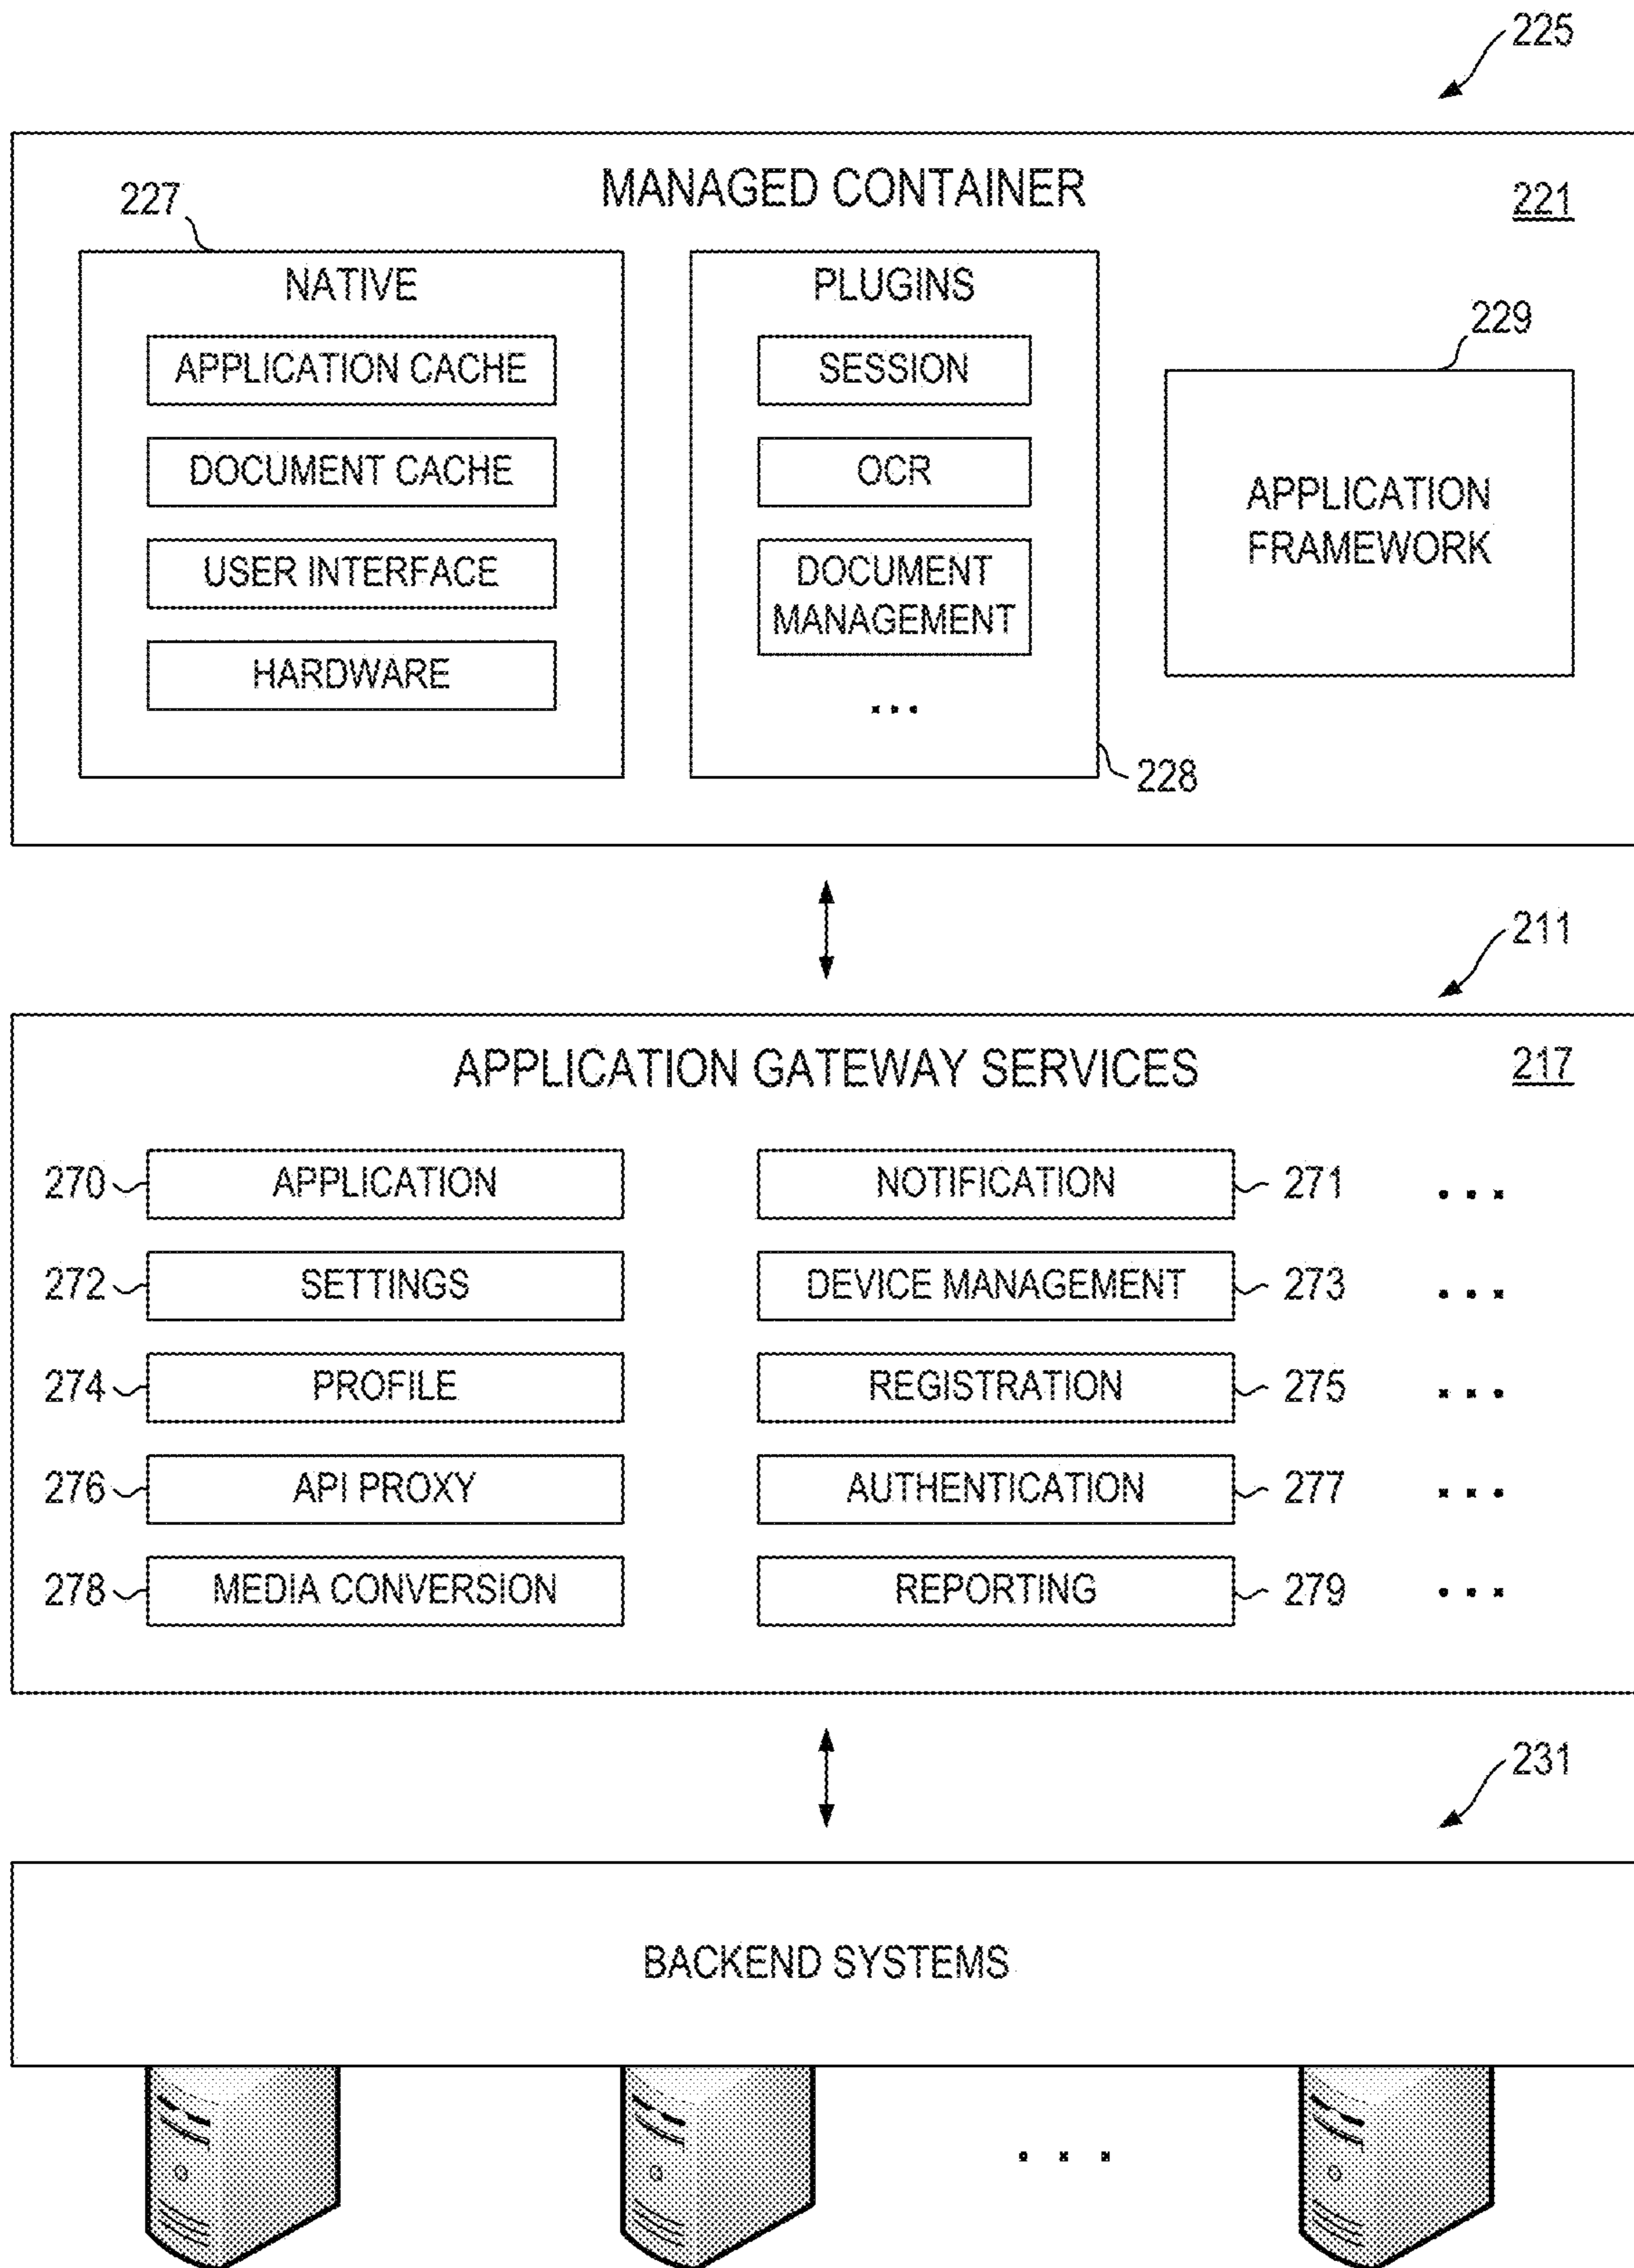 225
MANAGED CONTAINER
221
227
NATIVE
APPLICATION CACHE
DOCUMENT CACHE
USER INTERFACE
HARDWARE
PLUGINS
SESSION
OCR
DOCUMENT
MANAGEMENT
...
228
229
APPLICATION
FRAMEWORK
211
APPLICATION GATEWAY SERVICES
217
270 APPLICATION NOTIFICATION 271 ...
272 SETTINGS DEVICE MANAGEMENT 273 ...
274 PROFILE REGISTRATION 275 ...
276 API PROXY AUTHENTICATION 277 ...
278 MEDIA CONVERSION REPORTING 279 ...
231
BACKEND SYSTEMS
...